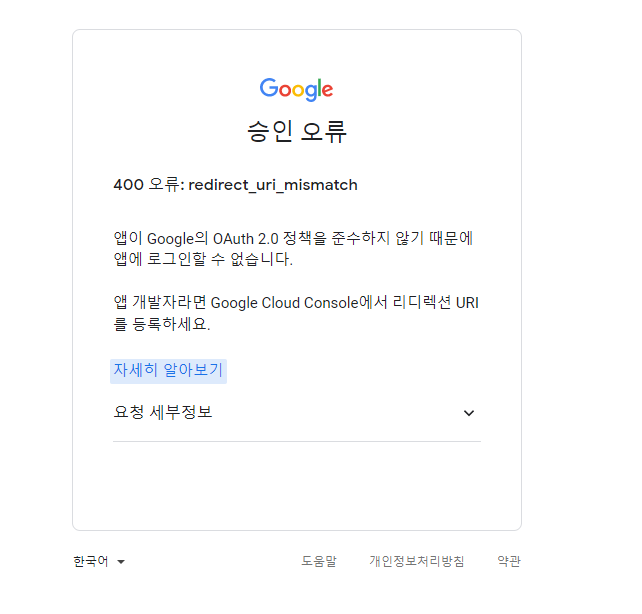 Google
승인 오류
400 오류: redirect_uri_mismatch
앱이 Google의 OAuth 2.0 정책을 준수하지 않기 때문에
앱에 로그인할 수 없습니다.
앱 개발자라면 Google Cloud Console에서 리디렉션 URI
를 등록하세요.
자세히 알아보기
요청 세부정보
한국어 도움말 개인정보처리방침 약관